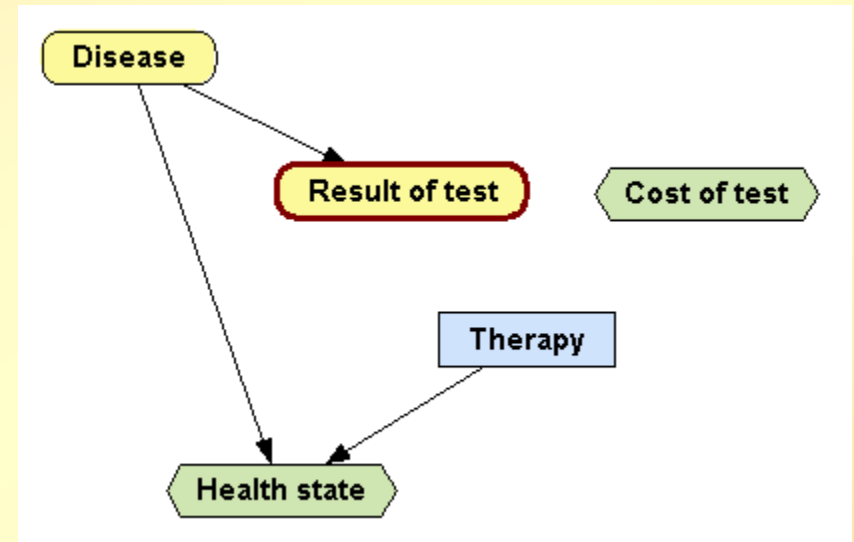 Disease
Result of test
Cost of test
Therapy
Health state